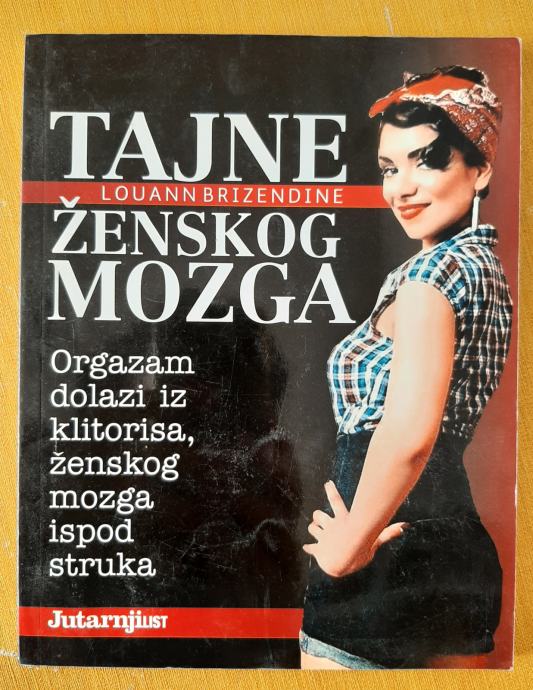 TAJNE
LOUANN BRIZENDINE
ŽENSKOG
MOZGA
Orgazam
dolazi iz
klitorisa,
ženskog
mozga
ispod
struka
Jutarnji LIST